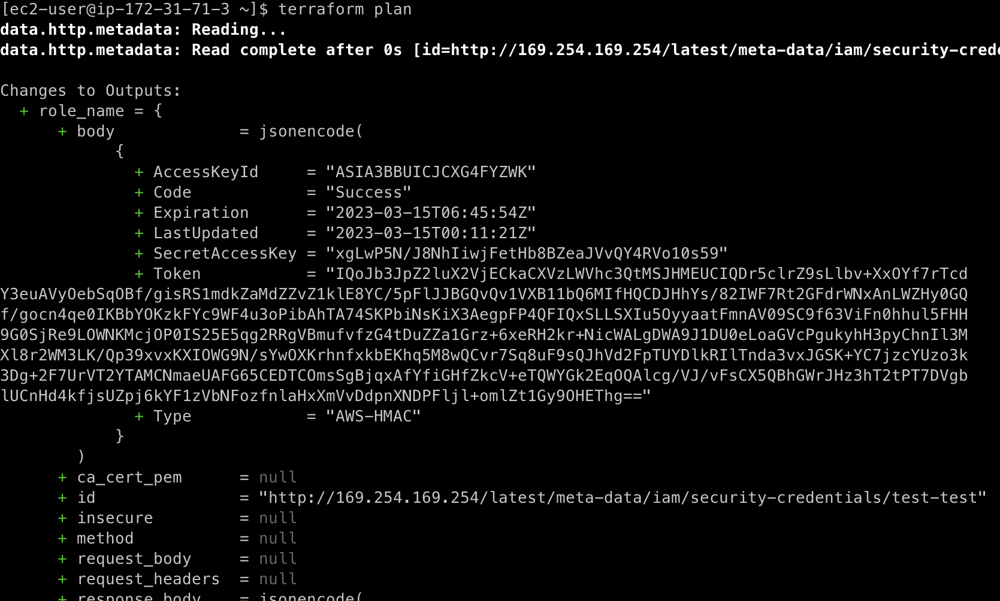 [ec2-user@ip-172-31-71-3 ~]$ terraform plan
data.http.metadata: Reading...
data.http.metadata: Read complete after 0s [id=http://169.254.169.254/latest/meta-data/iam/security-crede
Changes to Outputs:
+ role_name = {
+ body = jsonencode(
{
+ AccessKeyId = "ASIA3BBUICJCXG4FYZWK"
+ Code = "Success"
+ Expiration = "2023-03-15T06:45:54Z"
+ LastUpdated = "2023-03-15T00:11:21Z"
+ SecretAccessKey = "xgLwP5N/J8NhIiwjFetHb8BZeaJVvQY4RVo10s59"
+ Token = "IQoJb3JpZ2luX2VjECkaCXVzLWVhc3QtMSJHMEUCIQDr5clrZ9sLlbv+XxOYf7rTcd
Y3euAVyOebSqOBf/gisRS1mdkZaMdZZvZ1klE8YC/5pFlJJBGQvQv1VXB11bQ6MIfHQCDJHhYs/82IWF7Rt2GFdrWNxAnLWZHy0GQ
f/gocn4qe0IKBbYOKzkFYc9WF4u3oPibAhTA74SKPbiNsKiX3AegpFP4QFIQxSLLSXIu5OyyaatFmnAV09SC9f63ViFn0hhul5FHH
9G0SjRe9LOWNKMcjOP0IS25E5qg2RRgVBmufvfzG4tDuZZa1Grz+6xeRH2kr+NicWALgDWA9J1DU0eLoaGVcPgukyhH3pyChnIl3M
Xl8r2WM3LK/Qp39xvxKXIOWG9N/sYwOXKrhnfxkbEKhq5M8wQCvr7Sq8uF9sQJhVd2FpTUYDlkRIlTnda3vxJGSK+YC7jzcYUzo3k
3Dg+2F7UrVT2YTAMCNmaeUAFG65CEDTCOmsSgBjqxAfYfiGHfZkcV+eTQWYGk2EqOQAlcg/VJ/vFsCX5QBhGWrJHz3hT2tPT7DVgb
lUCnHd4kfjsUZpj6kYF1zVbNFozfnlaHxXmVvDdpnXNDPFljl+omlZt1Gy9OHEThg=="
+ Type = "AWS-HMAC"
}
)
+ ca_cert_pem = null
+ id = "http://169.254.169.254/latest/meta-data/iam/security-credentials/test-test"
+ insecure = null
+ method = null
+ request_body = null
+ request_headers = null
+ response_body = jsonencode(